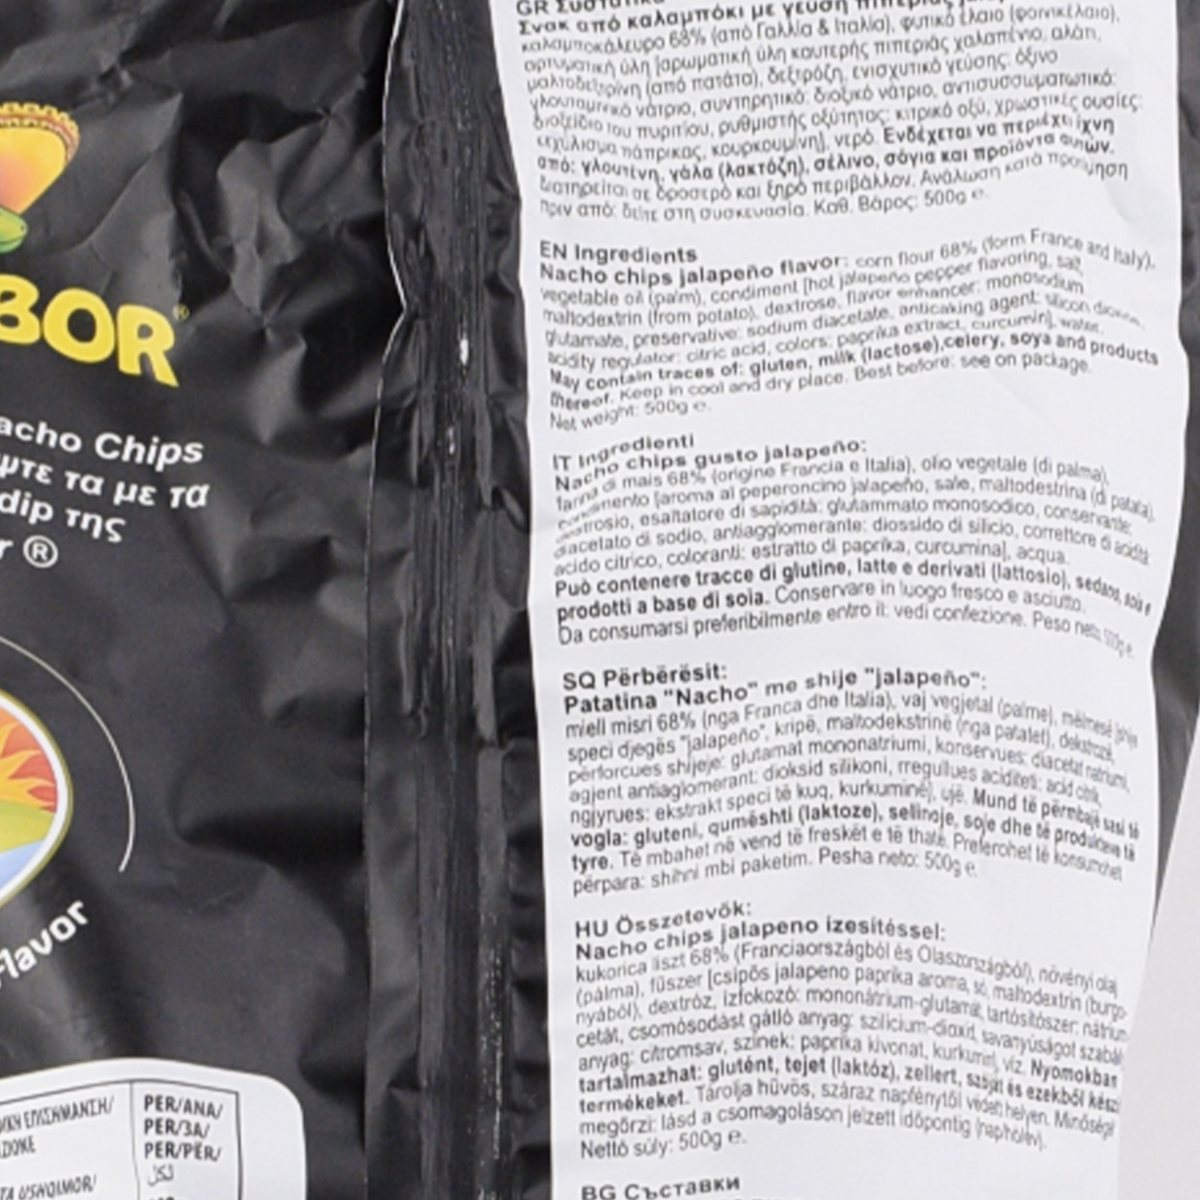 BOR®
acho Chips
μτε τα με τα
dip της
r ®
Flavor
PER/ANA/
PER/ЗА/
PER/PËR/
لكل
GR Συστατικά
Σνακ από καλαμπόκι με γεύση πιπεριάς
καλαμποκάλευρο 68% (από Γαλλία & Ιταλία), φυτικό έλαιο (φοινικέλαιο),
αρτυματική ύλη [αρωματική ύλη καυτερής πιπεριάς χαλαπένιο, αλάτι,
μαλτοδεξτρίνη (από πατάτα), δεξτρόζη, ενισχυτικό γεύσης: όξινο
γλουταμινικό νάτριο, συντηρητικό: διοξικό νάτριο, αντισυσσωματωτικό:
διοξείδιο του πυριτίου, ρυθμιστής οξύτητος: κιτρικό οξύ, χρωστικές ουσίες:
εκχύλισμα πάπρικας, κουρκουμίνη], νερό. Ενδέχεται να περιέχει ίχνη
από: γλουτένη, γάλα (λακτόζη), σέλινο, σόγια και προϊόντα αυτών.
Διατηρείται σε δροσερό και ξηρό περιβάλλον. Ανάλωση κατά προτίμηση
πριν από: δείτε στη συσκευασία. Καθ. Βάρος: 500g e.
EN Ingredients
Nacho chips jalapeño flavor: corn flour 68% (form France and Italy),
vegetable oil (palm), condiment [hot jalapeño pepper flavoring, salt,
maltodextrin (from potato), dextrose, flavor enhancer: monosodium
glutamate, preservative: sodium diacetate, anticaking agent: silicon dioxide,
acidity regulator: citric acid, colors: paprika extract, curcumin], water.
May contain traces of: gluten, milk (lactose),celery, soya and products
thereof. Keep in cool and dry place. Best before: see on package.
Net weight: 500g e.
IT Ingredienti
Nacho chips gusto jalapeño:
farina di mais 68% (origine Francia e Italia), olio vegetale (di palma),
condimento [aroma al peperoncino jalapeño, sale, maltodestrina (di patata),
destrosio, esaltatore di sapidità: glutammato monosodico, conservante:
diacetato di sodio, antiagglomerante: diossido di silicio, correttore di acidità:
acido citrico, coloranti: estratto di paprika, curcumina], acqua.
Può contenere tracce di glutine, latte e derivati (lattosio), sedano, soia e
prodotti a base di soia. Conservare in luogo fresco e asciutto.
Da consumarsi preferibilmente entro il: vedi confezione. Peso neto: 500g e.
SQ Përbërësit:
Patatina "Nacho" me shije "jalapeño":
miell misri 68% (nga Franca dhe Italia), vaj vegjetal (palme), mëlmesë [shije
speci djegës "jalapeño", kripë, maltodekstrinë (nga patatet), dekstrozë,
përforcues shijeje: glutamat mononatriumi, konservues: diacetat natriumi,
agjent antiaglomerant: dioksid silikoni, rregullues aciditeti: acid citrik,
ngjyrues: ekstrakt speci të kuq, kurkuminë], ujë. Mund të përmbajë sasi të
vogla: gluteni, qumështi (laktoze), selinoje, soje dhe të produkteve të
tyre. Të mbahet në vend të freskët e të thatë. Preferohet të konsumohet
përpara: shihni mbi paketim. Pesha neto: 500g e.
HU Összetevők:
Nacho chips jalapeno ízesítéssel:
kukorica liszt 68% (Franciaországból és Olaszországból), növényi olaj
(pálma), fűszer [csípős jalapeno paprika aroma, só, maltodextrin (burgo-
nyából), dextróz, ízfokozó: mononátrium-glutamát, tartósítószer: nátrium
cetát, csomósodást gátló anyag: szilícium-dioxid, savanyúságot szabály
anyag: citromsav, színek: paprika kivonat, kurkumin], víz. Nyomokban
tartalmazhat: glutént, tejet (laktóz), zellert, szóját és ezekből kész
termékeket. Tárolja hűvös, száraz napfénytől védett helyen. Minőségét
megőrzi: lásd a csomagoláson jelzett időpontig (nap/hó/év).
Nettó súly: 500g e.
BG Съставки